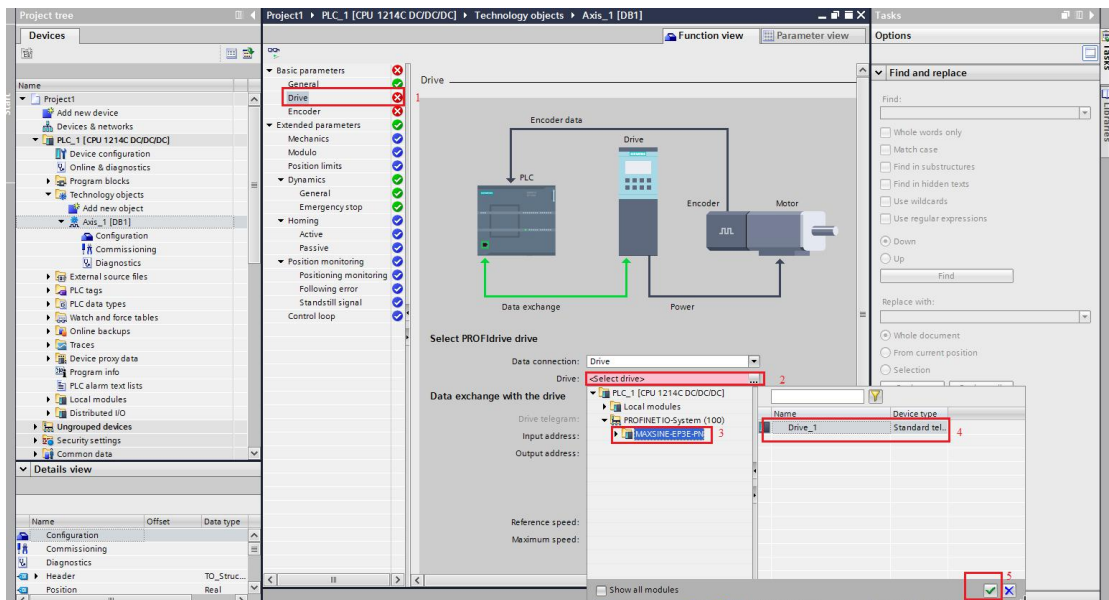 Project tree
Project1 ▸ PLC_1 [CPU 1214C DC/DC/DC] ▸ Technology objects ▸ Axis_1 [DB1]
Tasks
Devices
Function view
Parameter view
Options
Name
Project1
Add new device
Devices & networks
PLC_1 [CPU 1214C DC/DC/DC]
Device configuration
Online & diagnostics
Program blocks
Technology objects
Add new object
Axis_1 [DB1]
Configuration
Commissioning
Diagnostics
External source files
PLC tags
PLC data types
Watch and force tables
Online backups
Traces
Device proxy data
Program info
PLC alarm text lists
Local modules
Distributed I/O
Ungrouped devices
Security settings
Common data
Details view
Name Offset Data type
Configuration
Commissioning
Diagnostics
Header TO_Struc...
Position Real
Basic parameters
General
Drive
1
Encoder
Extended parameters
Mechanics
Modulo
Position limits
Dynamics
General
Emergency stop
Homing
Active
Passive
Position monitoring
Positioning monitoring
Following error
Standstill signal
Control loop
Drive
Encoder data
Drive
PLC
Encoder
Motor
Data exchange
Power
Select PROFIdrive drive
Data connection: Drive
Drive: <Select drive> ...
2
Data exchange with the drive
Drive telegram:
Input address:
Output address:
Reference speed:
Maximum speed:
PLC_1 [CPU 1214C DC/DC/DC]
Local modules
PROFINET IO-System (100)
MAXSINE-EP3E-PN
3
Name Device type
Drive_1 Standard tel...
4
Show all modules
5
Find and replace
Find:
Whole words only
Match case
Find in substructures
Find in hidden texts
Use wildcards
Use regular expressions
Down
Up
Find
Replace with:
Whole document
From current position
Selection
Tasks
Libraries